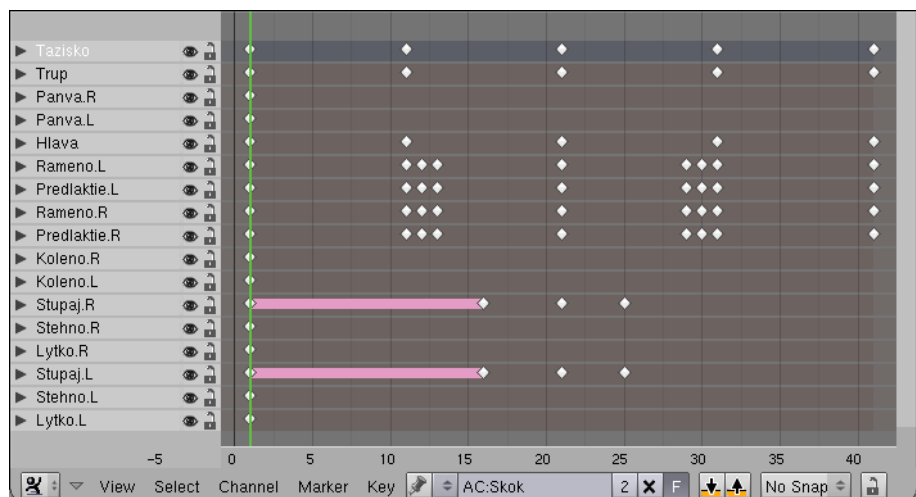 Tazisko
Trup
Panva.R
Panva.L
Hlava
Rameno.L
Predlaktie.L
Rameno.R
Predlaktie.R
Koleno.R
Koleno.L
Stupaj.R
Stehno.R
Lytko.R
Stupaj.L
Stehno.L
Lytko.L
-5 0 5 10 15 20 25 30 35 40
View Select Channel Marker Key AC:Skok 2 F No Snap